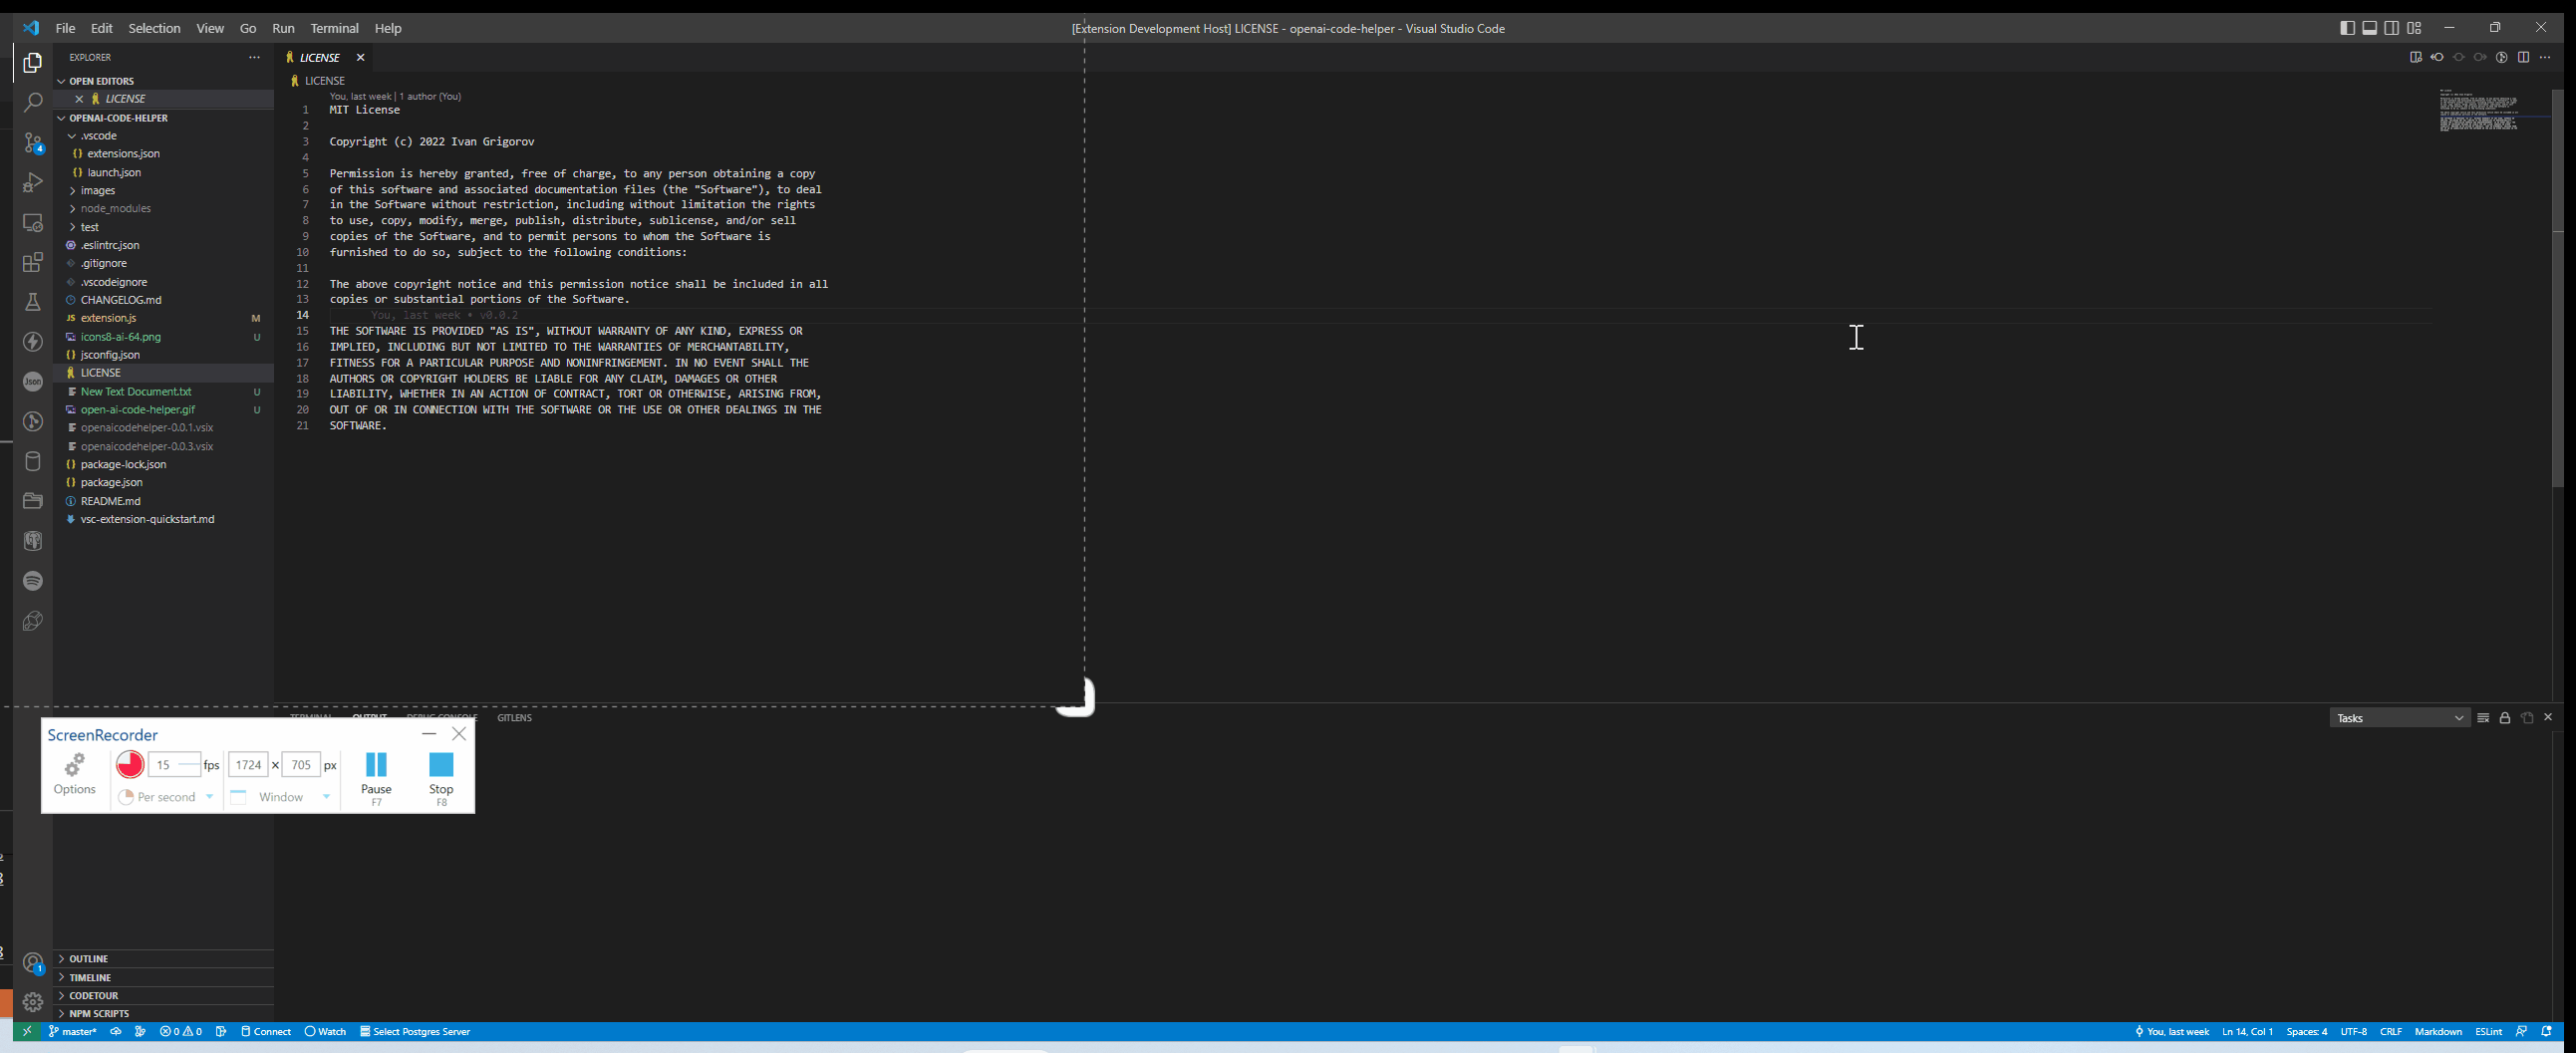 File Edit Selection View Go Run Terminal Help
[Extension Development Host] LICENSE - openai-code-helper - Visual Studio Code
EXPLORER
OPEN EDITORS
LICENSE
OPENAI-CODE-HELPER
.vscode
extensions.json
launch.json
images
node_modules
test
.eslintrc.json
.gitignore
.vscodeignore
CHANGELOG.md
extension.js M
icons8-ai-64.png U
jsconfig.json
LICENSE
New Text Document.txt U
open-ai-code-helper.gif U
openaicodehelper-0.0.1.vsix
openaicodehelper-0.0.3.vsix
package-lock.json
package.json
README.md
vsc-extension-quickstart.md
OUTLINE
TIMELINE
CODETOUR
NPM SCRIPTS
4
Json
1
LICENSE
LICENSE
You, last week | 1 author (You)
1 MIT License
2
3 Copyright (c) 2022 Ivan Grigorov
4
5 Permission is hereby granted, free of charge, to any person obtaining a copy
6 of this software and associated documentation files (the "Software"), to deal
7 in the Software without restriction, including without limitation the rights
8 to use, copy, modify, merge, publish, distribute, sublicense, and/or sell
9 copies of the Software, and to permit persons to whom the Software is
10 furnished to do so, subject to the following conditions:
11
12 The above copyright notice and this permission notice shall be included in all
13 copies or substantial portions of the Software.
14 You, last week • v0.0.2
15 THE SOFTWARE IS PROVIDED "AS IS", WITHOUT WARRANTY OF ANY KIND, EXPRESS OR
16 IMPLIED, INCLUDING BUT NOT LIMITED TO THE WARRANTIES OF MERCHANTABILITY,
17 FITNESS FOR A PARTICULAR PURPOSE AND NONINFRINGEMENT. IN NO EVENT SHALL THE
18 AUTHORS OR COPYRIGHT HOLDERS BE LIABLE FOR ANY CLAIM, DAMAGES OR OTHER
19 LIABILITY, WHETHER IN AN ACTION OF CONTRACT, TORT OR OTHERWISE, ARISING FROM,
20 OUT OF OR IN CONNECTION WITH THE SOFTWARE OR THE USE OR OTHER DEALINGS IN THE
21 SOFTWARE.
TERMINAL OUTPUT DEBUG CONSOLE GITLENS
Tasks
ScreenRecorder
Options
15 fps 1724 x 705 px
Per second Window
Pause
F7
Stop
F8
master* 0 0 Connect Watch Select Postgres Server
You, last week Ln 14, Col 1 Spaces: 4 UTF-8 CRLF Markdown ESLint